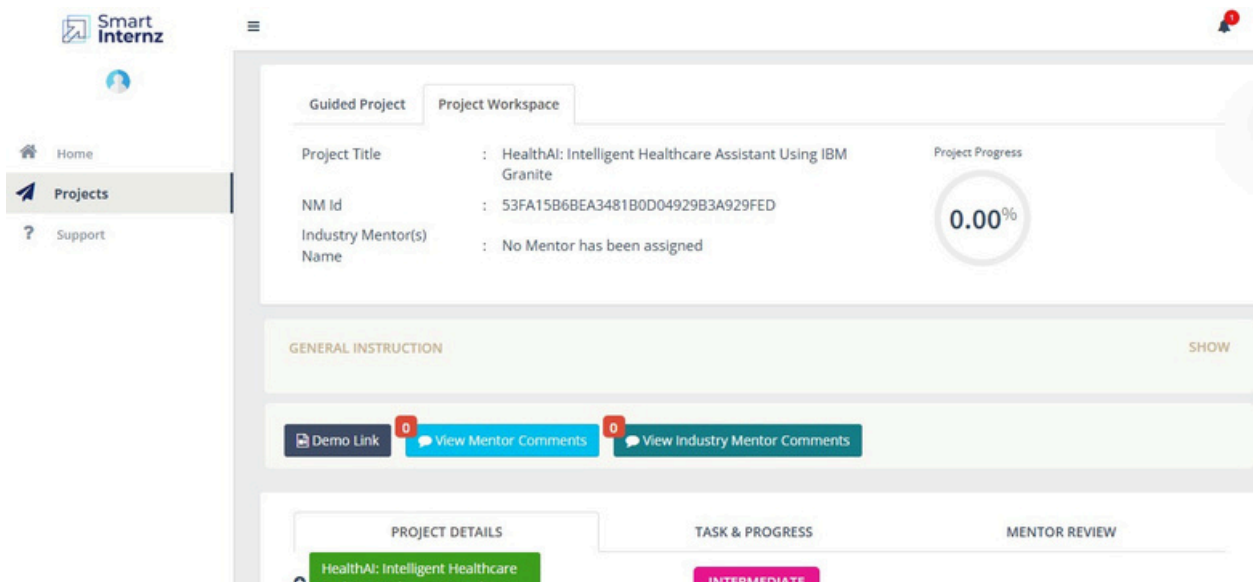 Smart
Internz
1
Home
Projects
? Support
Guided Project Project Workspace
Project Title : HealthAI: Intelligent Healthcare Assistant Using IBM
Granite
NM Id : 53FA15B6BEA3481B0D04929B3A929FED
Industry Mentor(s)
Name : No Mentor has been assigned
Project Progress
0.00%
GENERAL INSTRUCTION SHOW
Demo Link 0 View Mentor Comments 0 View Industry Mentor Comments
PROJECT DETAILS TASK & PROGRESS MENTOR REVIEW
HealthAI: Intelligent Healthcare
INTERMEDIATE